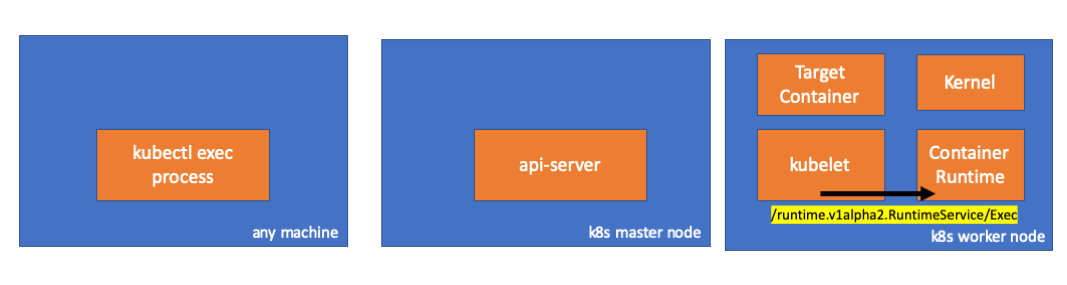 kubectl exec
process
any machine
api-server
k8s master node
Target
Container
Kernel
kubelet
Container
Runtime
/runtime.v1alpha2.RuntimeService/Exec
k8s worker node